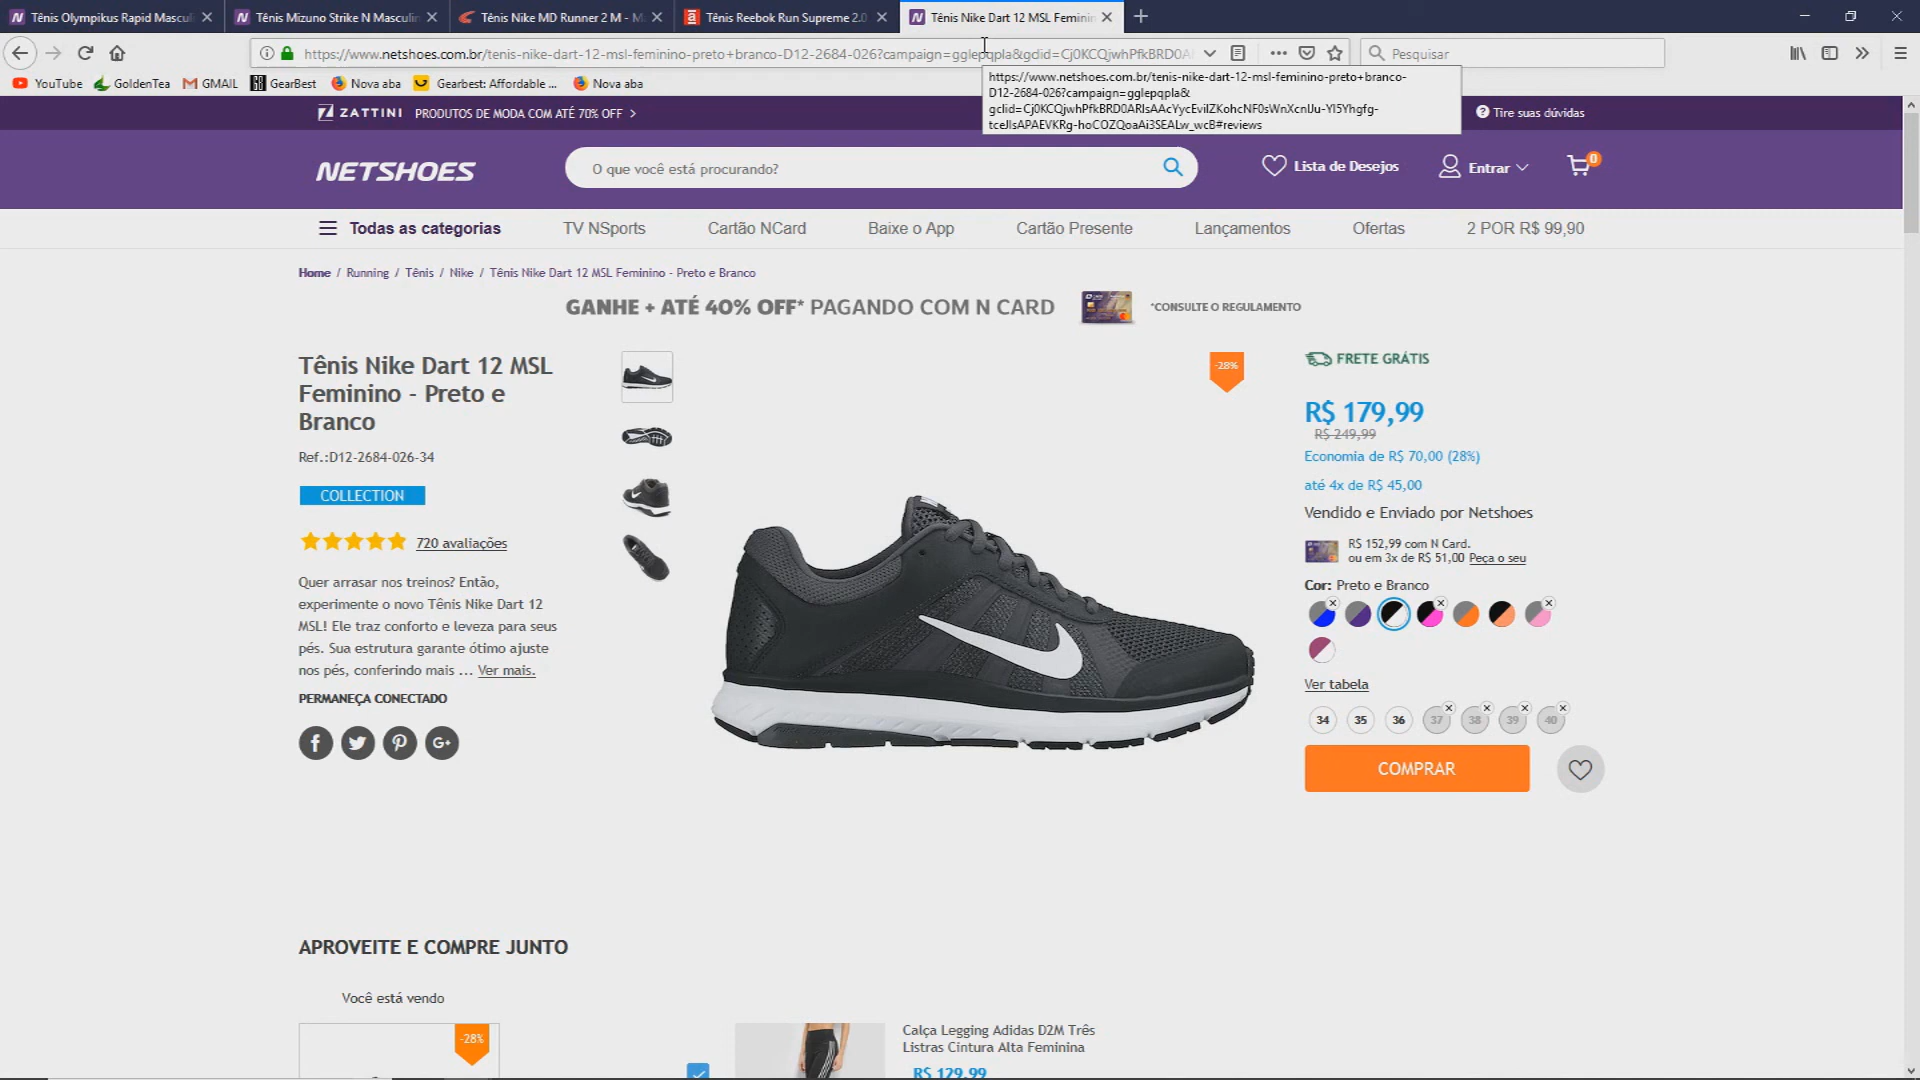 Tênis Olympikus Rapid Mascul
Tênis Mizuno Strike N Masculin
Tênis Nike MD Runner 2 M - M
Tênis Reebok Run Supreme 2.0
Tênis Nike Dart 12 MSL Feminin
https://www.netshoes.com.br/tenis-nike-dart-12-msl-feminino-preto+branco-D12-2684-026?campaign=gglepqpla&gclid=Cj0KCQjwhPfkBRD0A
Pesquisar
YouTube
GoldenTea
GMAIL
GearBest
Gearbest: Affordable ...
Nova aba
Nova aba
https://www.netshoes.com.br/tenis-nike-dart-12-msl-feminino-preto+branco-
D12-2684-026?campaign=gglepqpla&
ZATTINI
PRODUTOS DE MODA COM ATÉ 70% OFF >
Tire suas dúvidas
NETSHOES
O que você está procurando?
Lista de Desejos
Entrar
0
Todas as categorias
TV NSports
Cartão NCard
Baixe o App
Cartão Presente
Lançamentos
Ofertas
2 POR R$ 99,90
Home / Running / Tênis / Nike / Tênis Nike Dart 12 MSL Feminino - Preto e Branco
GANHE + ATÉ 40% OFF* PAGANDO COM N CARD
*CONSULTE O REGULAMENTO
Tênis Nike Dart 12 MSL
Feminino - Preto e
Branco
Ref.:D12-2684-026-34
COLLECTION
720 avaliações
Quer arrasar nos treinos? Então,
experimente o novo Tênis Nike Dart 12
MSL! Ele traz conforto e leveza para seus
pés. Sua estrutura garante ótimo ajuste
nos pés, conferindo mais ... Ver mais.
PERMANEÇA CONECTADO
-28%
FRETE GRÁTIS
R$ 179,99
R$ 249,99
Economia de R$ 70,00 (28%)
até 4x de R$ 45,00
Vendido e Enviado por Netshoes
R$ 152,99 com N Card.
ou em 3x de R$ 51,00 Peça o seu
Cor: Preto e Branco
Ver tabela
34 35 36 37 38 39 40
COMPRAR
APROVEITE E COMPRE JUNTO
Você está vendo
-28%
Calça Legging Adidas D2M Três
Listras Cintura Alta Feminina
R$ 129,99